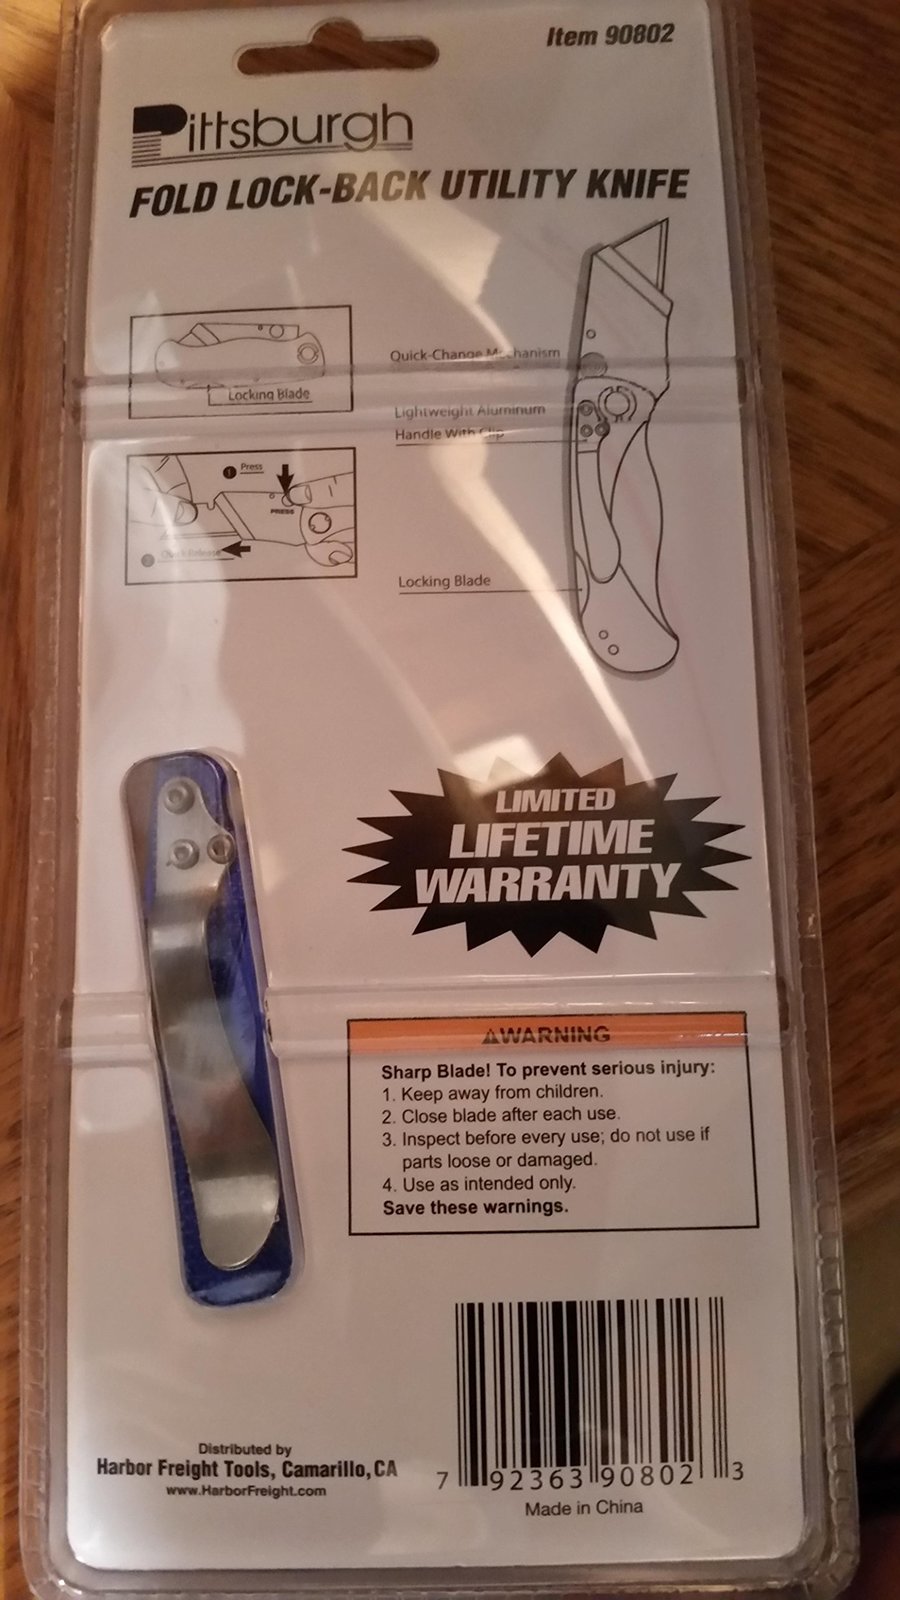 Item 90802
Pittsburgh
FOLD LOCK-BACK UTILITY KNIFE
Locking Blade
Quick-Change Mechanism
Lightweight Aluminum
Handle With Clip
1 Press
PRESS
Quick Release
Locking Blade
LIMITED
LIFETIME
WARRANTY
⚠WARNING
Sharp Blade! To prevent serious injury:
1. Keep away from children.
2. Close blade after each use.
3. Inspect before every use; do not use if
parts loose or damaged.
4. Use as intended only.
Save these warnings.
Distributed by
Harbor Freight Tools, Camarillo, CA
www.HarborFreight.com
7 92363 90802 3
Made in China